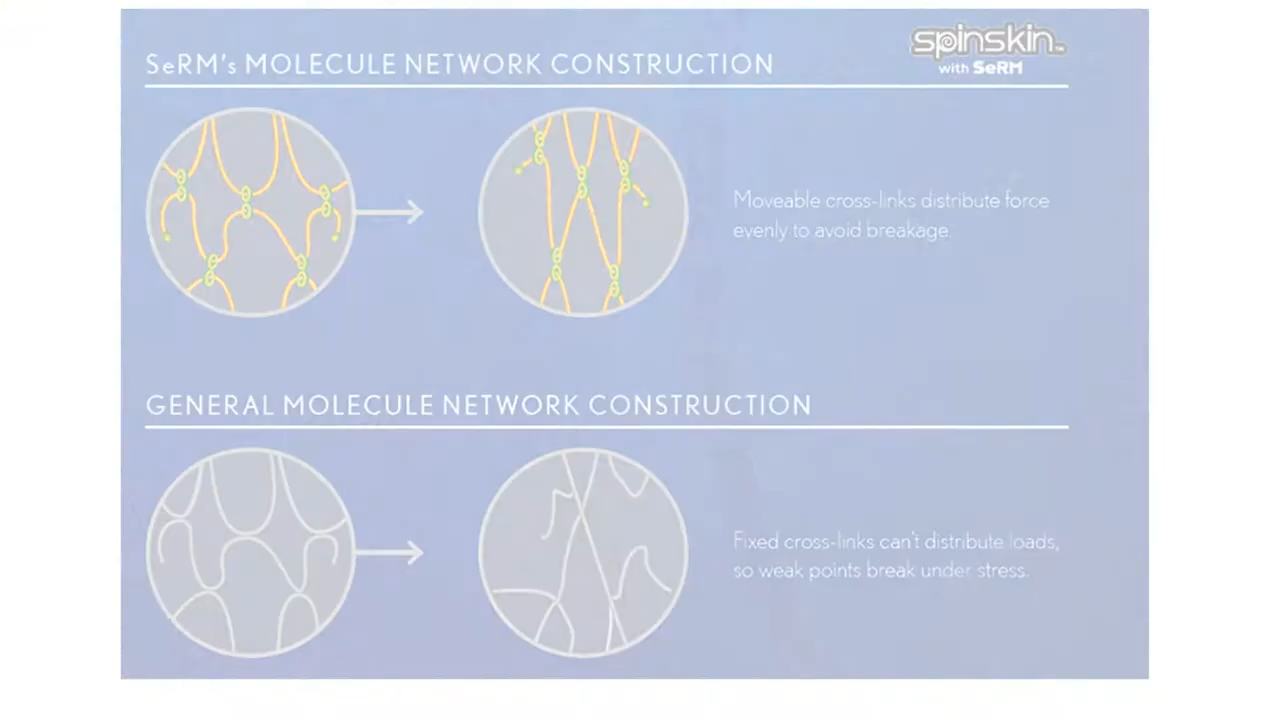 spinskin™
with SeRM
SeRM's MOLECULE NETWORK CONSTRUCTION
Moveable cross-links distribute force
evenly to avoid breakage.
GENERAL MOLECULE NETWORK CONSTRUCTION
Fixed cross-links can't distribute loads,
so weak points break under stress.